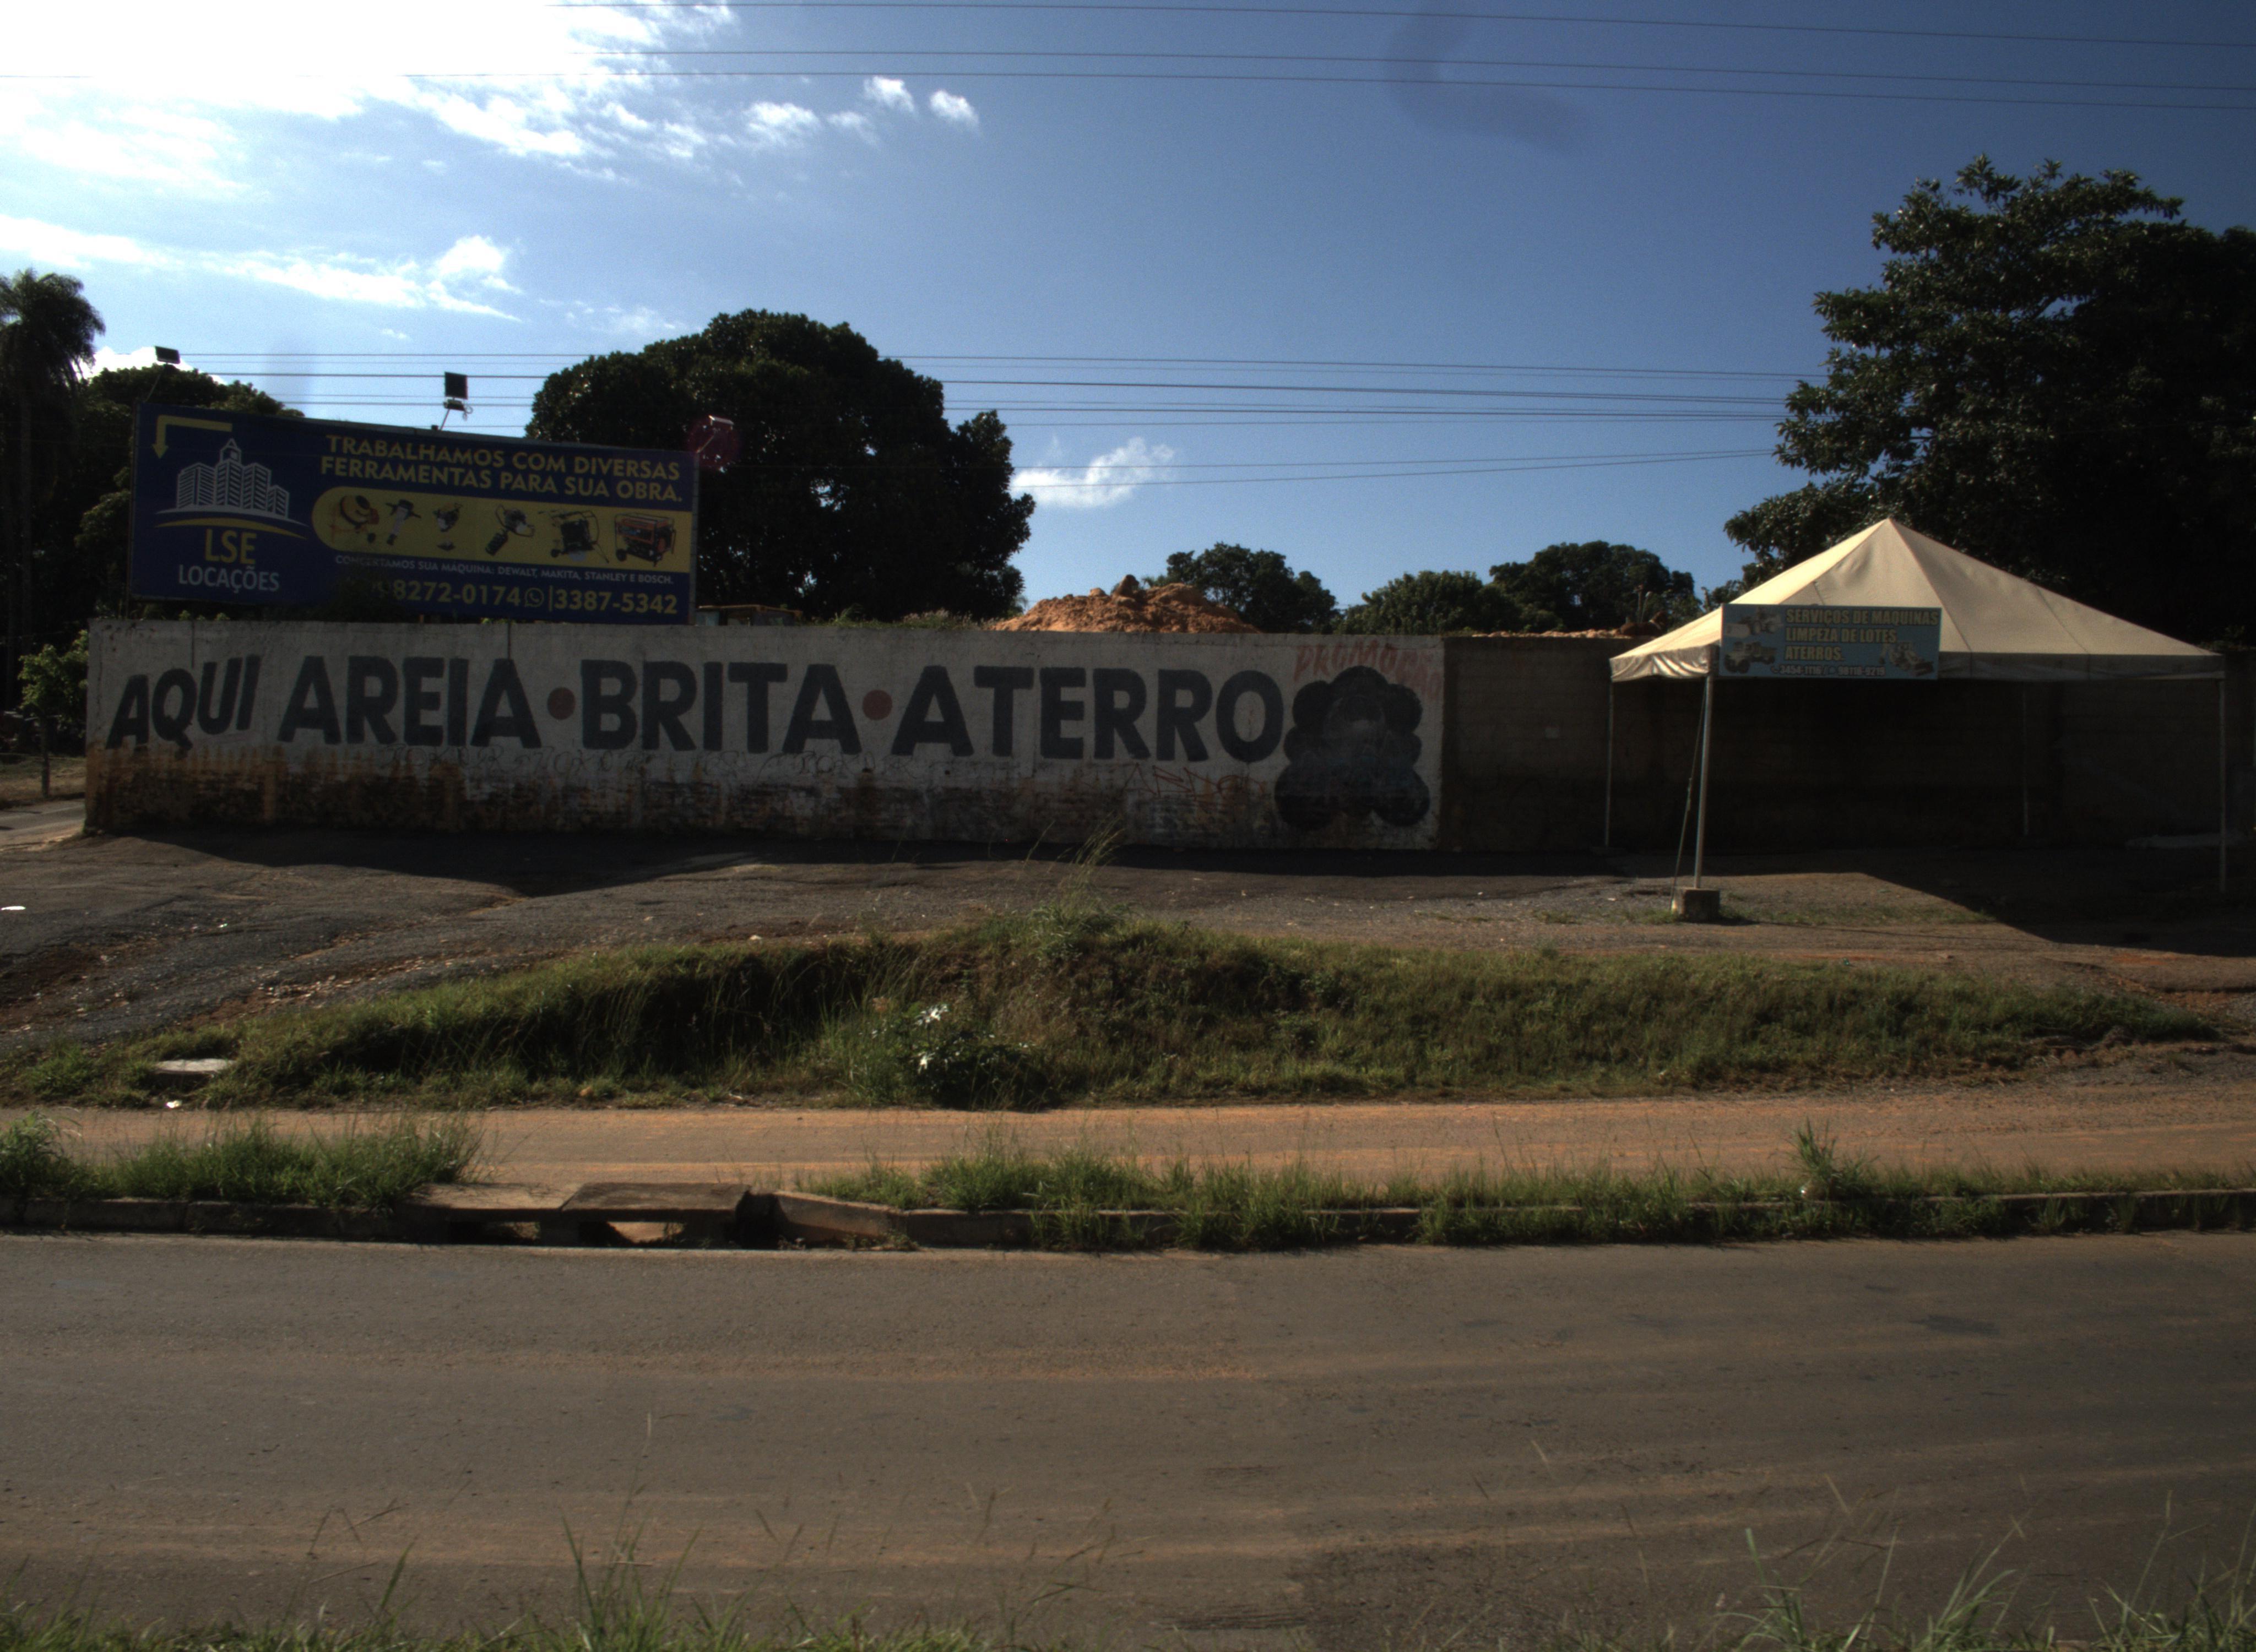 TRABALHAMOS COM DIVERSAS
FERRAMENTAS PARA SUA OBRA.
LSE
LOCAÇÕES
CONCERTAMOS SUA MAQUINA: DEWALT, MAKITA, STANLEY E BOSCH.
8272-0174 | 3387-5342
AQUI AREIA • BRITA • ATERRO
PROMOÇÃO
SERVIÇOS DE MAQUINAS
LIMPEZA DE LOTES
ATERROS.